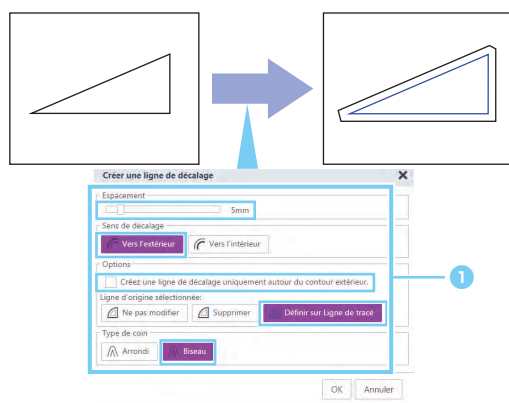 Créer une ligne de décalage
Espacement
5mm
Sens de décalage
Vers l'extérieur Vers l'intérieur
Options
Créez une ligne de décalage uniquement autour du contour extérieur.
1
Ligne d'origine sélectionnée:
Ne pas modifier Supprimer Définir sur Ligne de tracé
Type de coin
Arrondi Biseau
OK Annuler